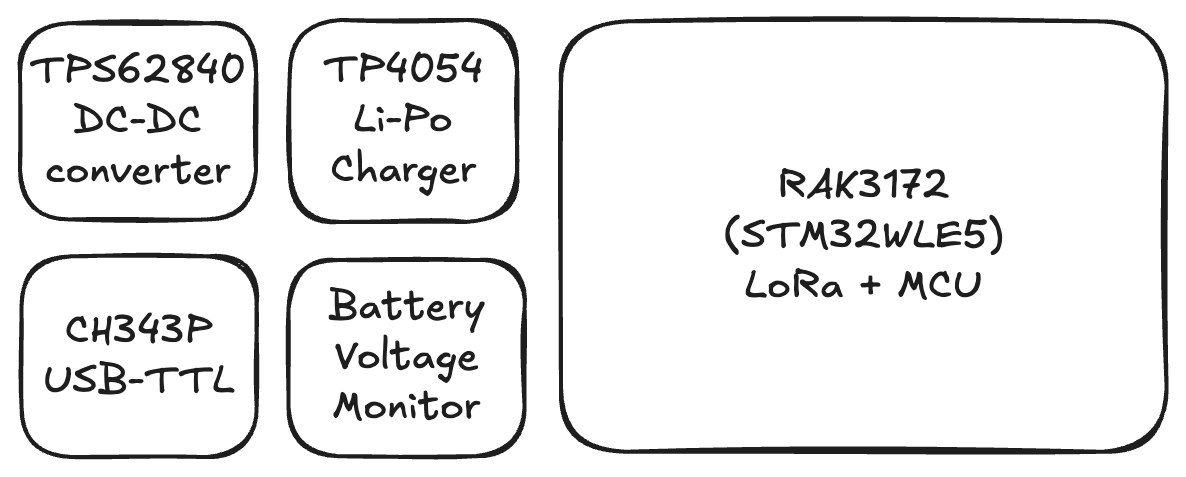 TPS62840
DC-DC
converter
TP4054
Li-Po
Charger
RAK3172
(STM32WLE5)
LoRa + MCU
CH343P
USB-TTL
Battery
Voltage
Monitor